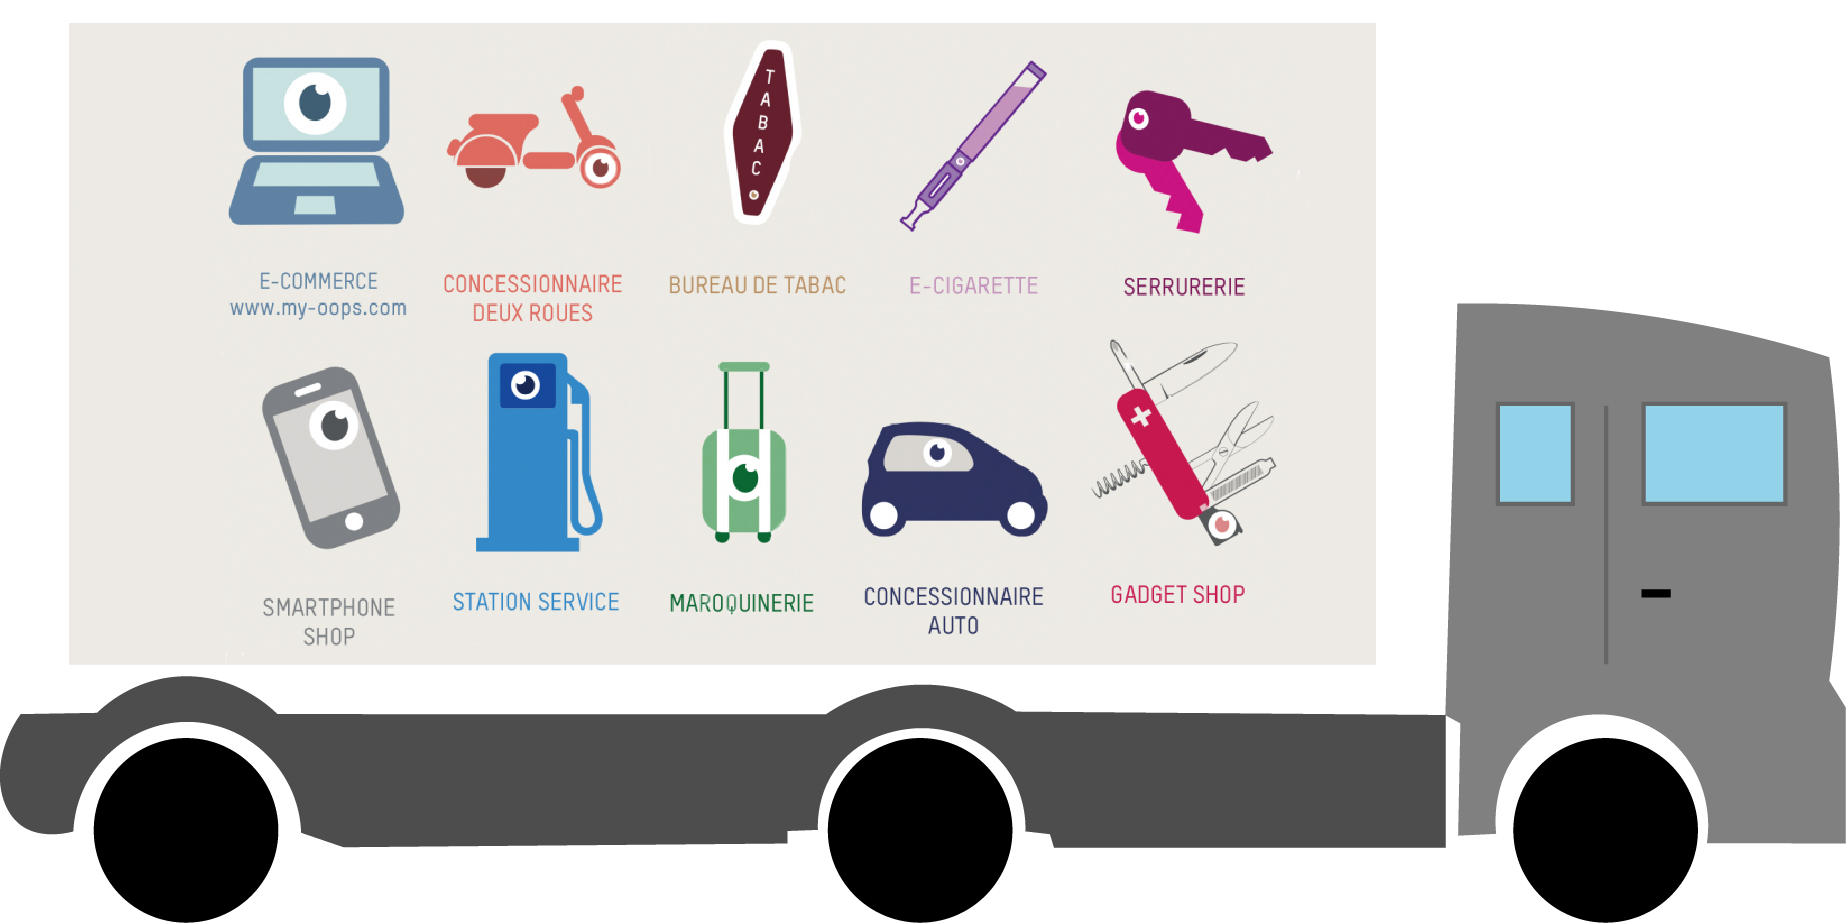 TABAC
E-COMMERCE
www.my-oops.com
CONCESSIONNAIRE
DEUX ROUES
BUREAU DE TABAC
E-CIGARETTE
SERRURERIE
SMARTPHONE
SHOP
STATION SERVICE
MAROQUINERIE
CONCESSIONNAIRE
AUTO
GADGET SHOP